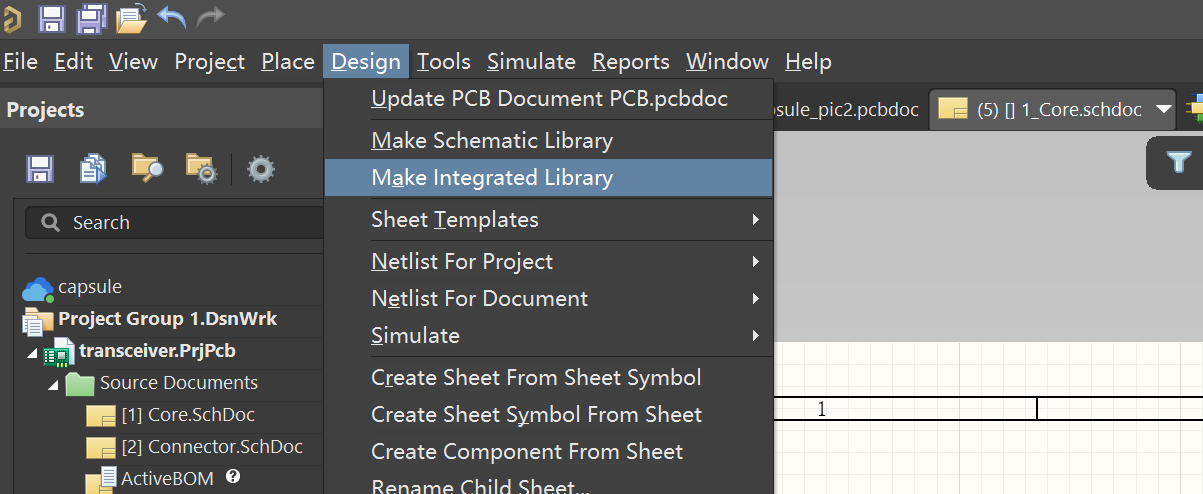 File Edit View Project Place Design Tools Simulate Reports Window Help
Projects
Search
capsule
Project Group 1.DsnWrk
transceiver.PrjPcb
Source Documents
[1] Core.SchDoc
[2] Connector.SchDoc
ActiveBOM ?
Update PCB Document PCB.pcbdoc
Make Schematic Library
Make Integrated Library
Sheet Templates
Netlist For Project
Netlist For Document
Simulate
Create Sheet From Sheet Symbol
Create Sheet Symbol From Sheet
Create Component From Sheet
Rename Child Sheet...
sule_pic2.pcbdoc
(5) [] 1_Core.schdoc
1